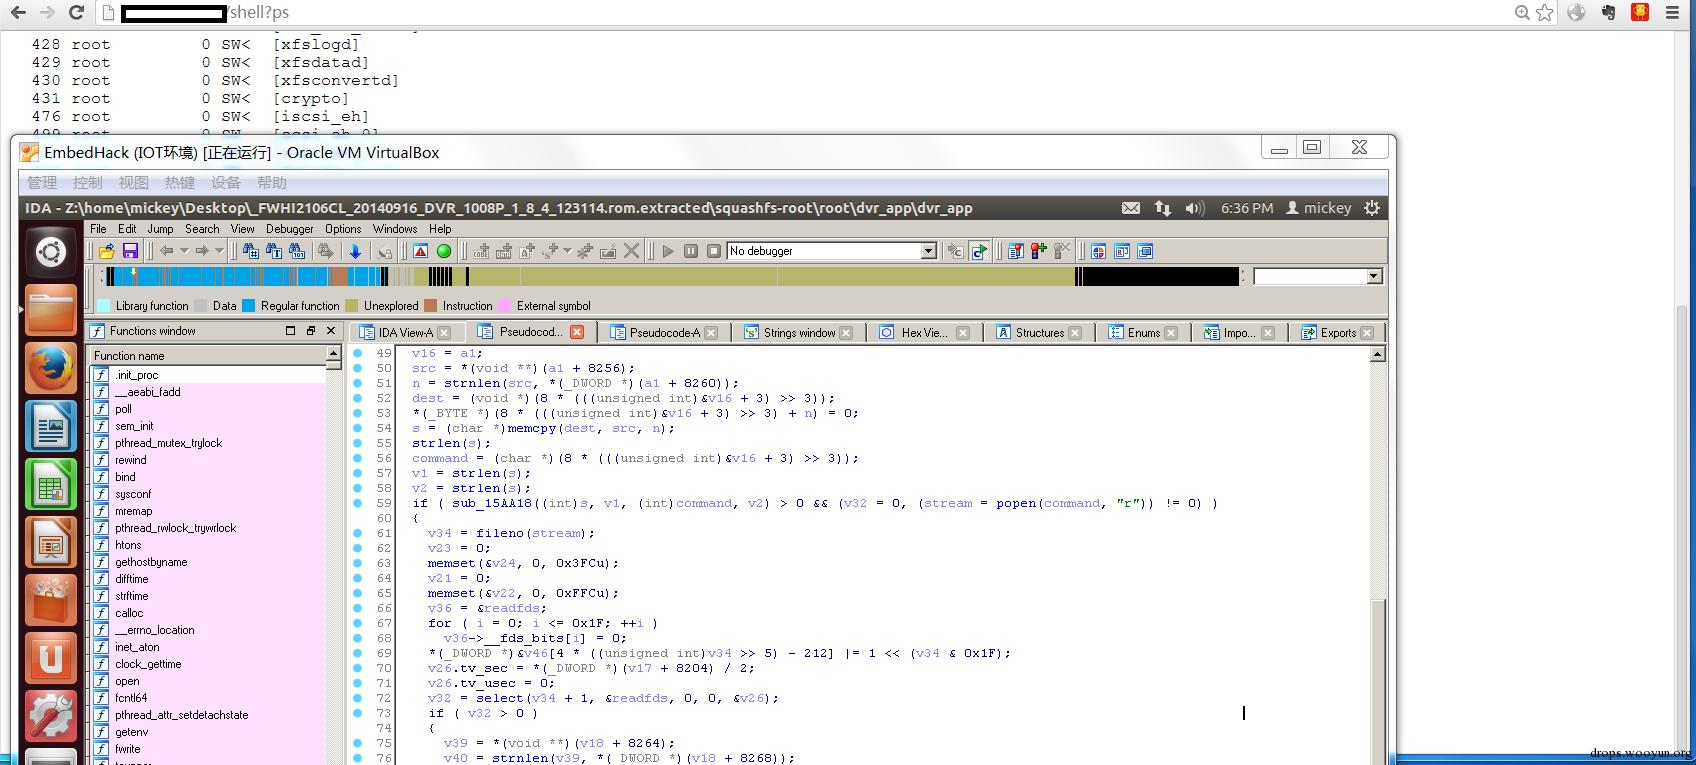 /shell?ps
428 root 0 SW< [xfslogd]
429 root 0 SW< [xfsdatad]
430 root 0 SW< [xfsconvertd]
431 root 0 SW< [crypto]
476 root 0 SW< [iscsi_eh]
EmbedHack (IOT环境) [正在运行] - Oracle VM VirtualBox
管理 控制 视图 热键 设备 帮助
IDA - Z:\home\mickey\Desktop\_FWHI2106CL_20140916_DVR_1008P_1_8_4_123114.rom.extracted\squashfs-root\root\dvr_app\dvr_app 6:36 PM mickey
File Edit Jump Search View Debugger Options Windows Help
No debugger
Library function Data Regular function Unexplored Instruction External symbol
Functions window
IDA View-A Pseudocod... Pseudocode-A Strings window Hex Vie... Structures Enums Impo... Exports
Function name
.init_proc
__aeabi_fadd
poll
sem_init
pthread_mutex_trylock
rewind
bind
sysconf
mremap
pthread_rwlock_trywrlock
htons
gethostbyname
difftime
strftime
calloc
__errno_location
inet_aton
clock_gettime
open
fcntl64
pthread_attr_setdetachstate
getenv
fwrite
49 v16 = a1;
50 src = *(void **)(a1 + 8256);
51 n = strnlen(src, *(_DWORD *)(a1 + 8260));
52 dest = (void *)(8 * (((unsigned int)&v16 + 3) >> 3));
53 *(_BYTE *)(8 * (((unsigned int)&v16 + 3) >> 3) + n) = 0;
54 s = (char *)memcpy(dest, src, n);
55 strlen(s);
56 command = (char *)(8 * (((unsigned int)&v16 + 3) >> 3));
57 v1 = strlen(s);
58 v2 = strlen(s);
59 if ( sub_15AA18((int)s, v1, (int)command, v2) > 0 && (v32 = 0, (stream = popen(command, "r")) != 0) )
60 {
61 v34 = fileno(stream);
62 v23 = 0;
63 memset(&v24, 0, 0x3FCu);
64 v21 = 0;
65 memset(&v22, 0, 0xFFCu);
66 v36 = &readfds;
67 for ( i = 0; i <= 0x1F; ++i )
68 v36->__fds_bits[i] = 0;
69 *(_DWORD *)&v46[4 * ((unsigned int)v34 >> 5) - 212] |= 1 << (v34 & 0x1F);
70 v26.tv_sec = *(_DWORD *)(v17 + 8204) / 2;
71 v26.tv_usec = 0;
72 v32 = select(v34 + 1, &readfds, 0, 0, &v26);
73 if ( v32 > 0 )
74 {
75 v39 = *(void **)(v18 + 8264);
76 v40 = strnlen(v39, *(_DWORD *)(v18 + 8268));
drops.wooyun.org